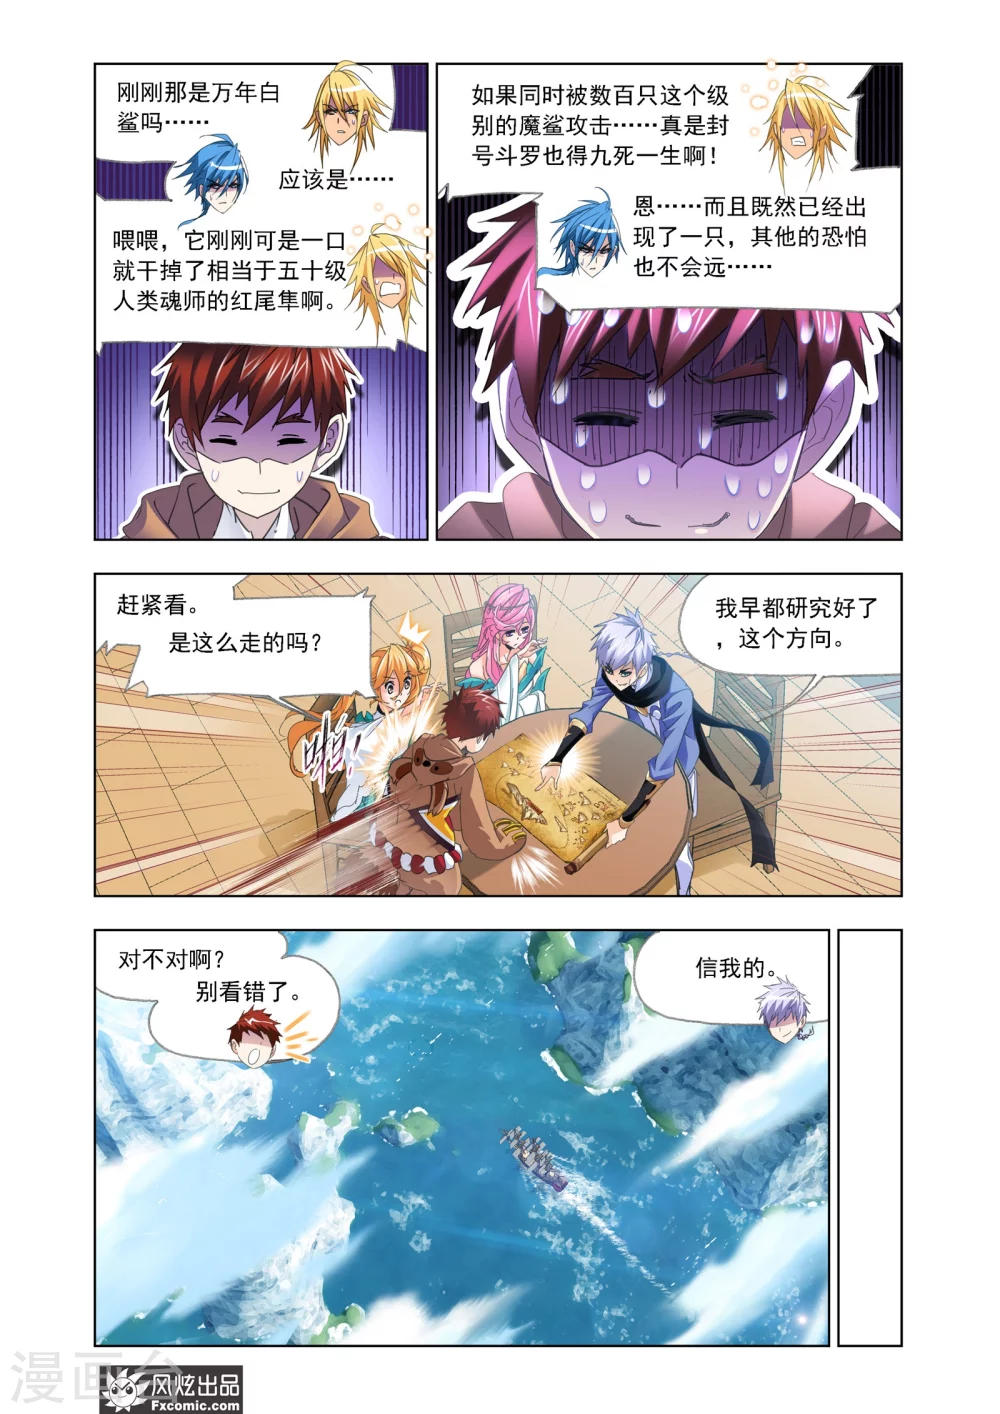 刚刚那是万年白
鲨吗……
应该是……
喂喂，它刚刚可是一口
就干掉了相当于五十级
人类魂师的红尾隼啊。
如果同时被数百只这个级
别的魔鲨攻击……真是封
号斗罗也得九死一生啊！
恩……而且既然已经出
现了一只，其他的恐怕
也不会远……
赶紧看。
是这么走的吗？
我早都研究好了
，这个方向。
啪!
对不对啊？
别看错了。
信我的。
漫画台
风炫出品
Fxcomic.com